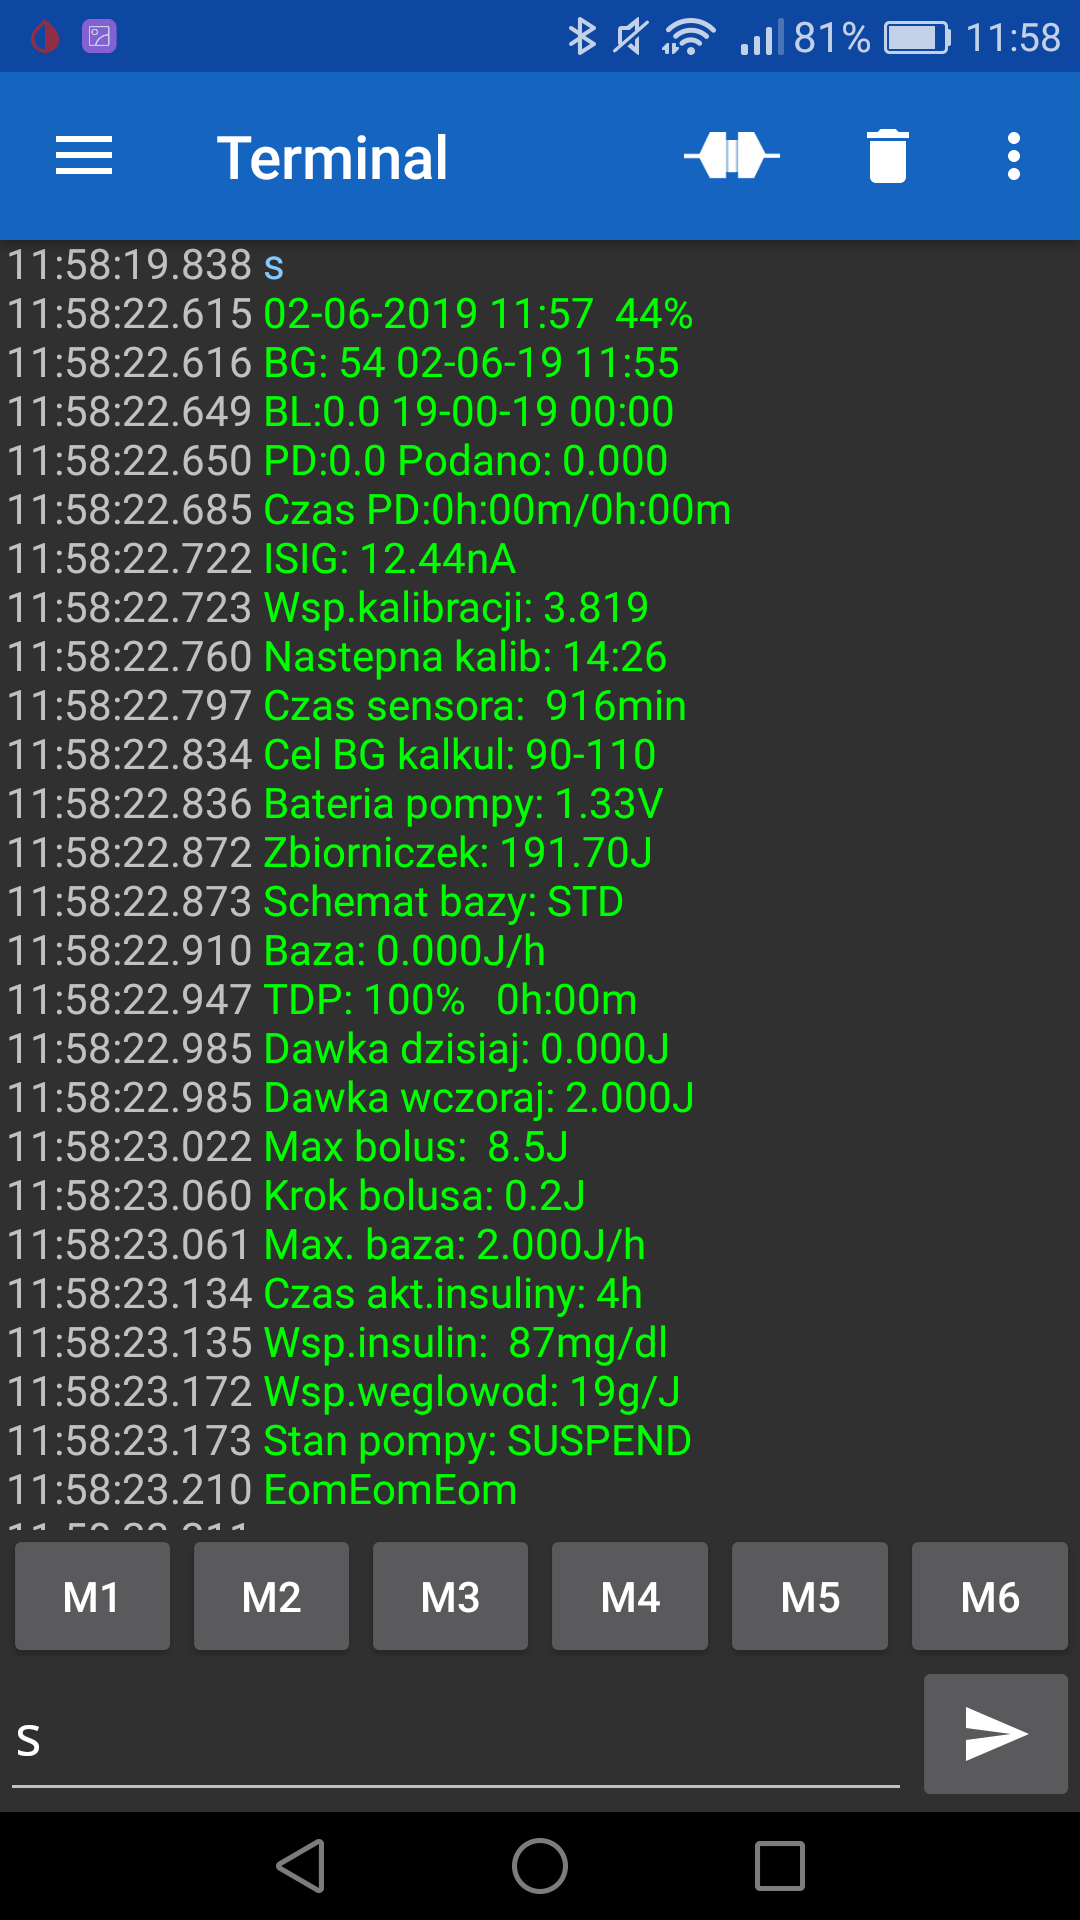 81% 11:58
Terminal
11:58:19.838 s
11:58:22.615 02-06-2019 11:57  44%
11:58:22.616 BG: 54 02-06-19 11:55
11:58:22.649 BL:0.0 19-00-19 00:00
11:58:22.650 PD:0.0 Podano: 0.000
11:58:22.685 Czas PD:0h:00m/0h:00m
11:58:22.722 ISIG: 12.44nA
11:58:22.723 Wsp.kalibracji: 3.819
11:58:22.760 Nastepna kalib: 14:26
11:58:22.797 Czas sensora:  916min
11:58:22.834 Cel BG kalkul: 90-110
11:58:22.836 Bateria pompy: 1.33V
11:58:22.872 Zbiorniczek: 191.70J
11:58:22.873 Schemat bazy: STD
11:58:22.910 Baza: 0.000J/h
11:58:22.947 TDP: 100%   0h:00m
11:58:22.985 Dawka dzisiaj: 0.000J
11:58:22.985 Dawka wczoraj: 2.000J
11:58:23.022 Max bolus:  8.5J
11:58:23.060 Krok bolusa: 0.2J
11:58:23.061 Max. baza: 2.000J/h
11:58:23.134 Czas akt.insuliny: 4h
11:58:23.135 Wsp.insulin:  87mg/dl
11:58:23.172 Wsp.weglowod: 19g/J
11:58:23.173 Stan pompy: SUSPEND
11:58:23.210 EomEomEom
M1 M2 M3 M4 M5 M6
s